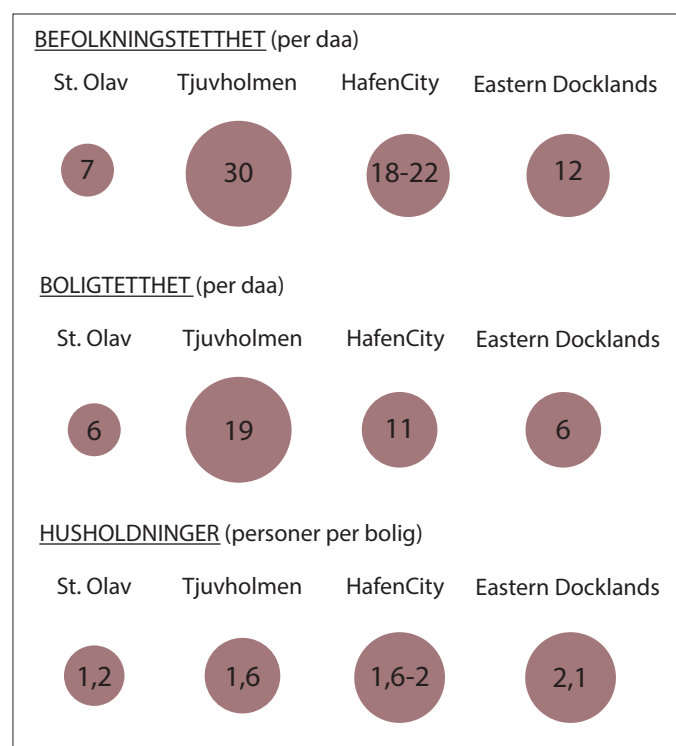 BEFOLKNINGSTETTHET (per daa)
St. Olav Tjuvholmen HafenCity Eastern Docklands
7 30 18-22 12
BOLIGTETTHET (per daa)
St. Olav Tjuvholmen HafenCity Eastern Docklands
6 19 11 6
HUSHOLDNINGER (personer per bolig)
St. Olav Tjuvholmen HafenCity Eastern Docklands
1,2 1,6 1,6-2 2,1